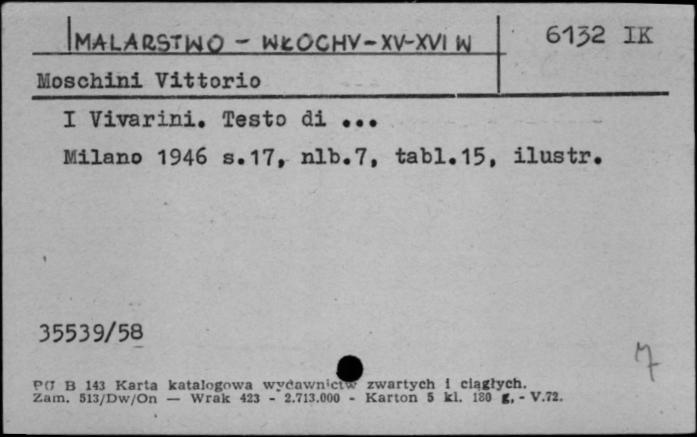 MALARSTWO - WŁOCHY-XV-XVI W
6132 IK
Moschini Vittorio
I Vivarini. Testo di ...
Milano 1946 s.17, nlb.7, tabl.15, ilustr.
35539/58
PU B 143 Karta katalogowa wydawnictw zwartych i ciągłych.
Zam. 513/Dw/On — Wrak 423 - 2.713.000 - Karton 5 kl. 180 g, - V.72.